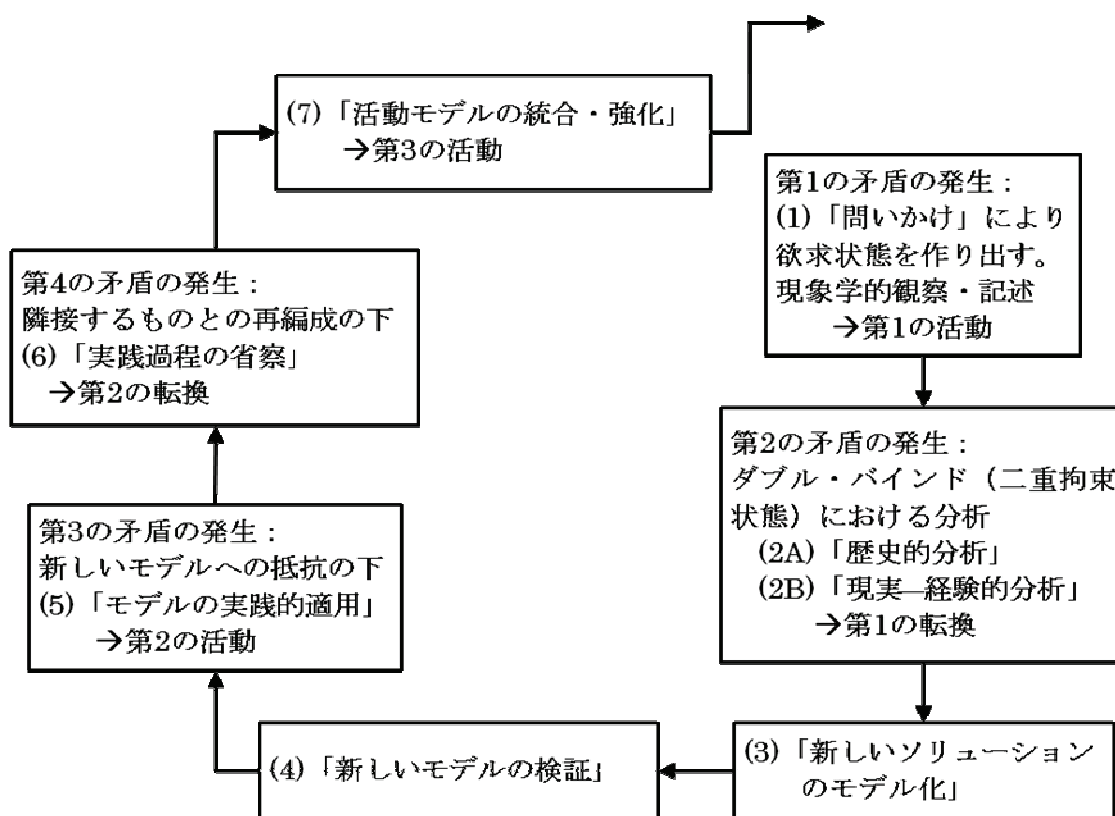 (7)「活動モデルの統合・強化」
→第3の活動
第1の矛盾の発生：
(1)「問いかけ」により
欲求状態を作り出す。
現象学的観察・記述
→第1の活動
第2の矛盾の発生：
ダブル・バインド（二重拘束
状態）における分析
(2A)「歴史的分析」
(2B)「現実―経験的分析」
→第1の転換
(3)「新しいソリューション
のモデル化」
(4)「新しいモデルの検証」
第3の矛盾の発生：
新しいモデルへの抵抗の下
(5)「モデルの実践的適用」
→第2の活動
第4の矛盾の発生：
隣接するものとの再編成の下
(6)「実践過程の省察」
→第2の転換